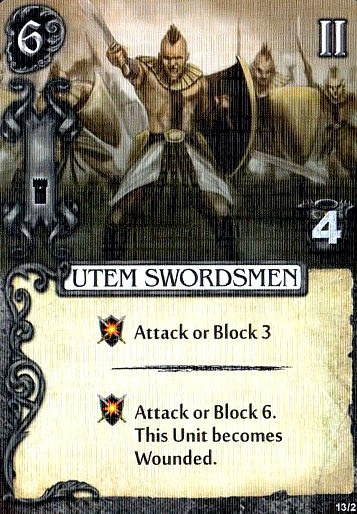 6
II
4
UTEM SWORDSMEN
Attack or Block 3
Attack or Block 6.
This Unit becomes
Wounded.
13/2